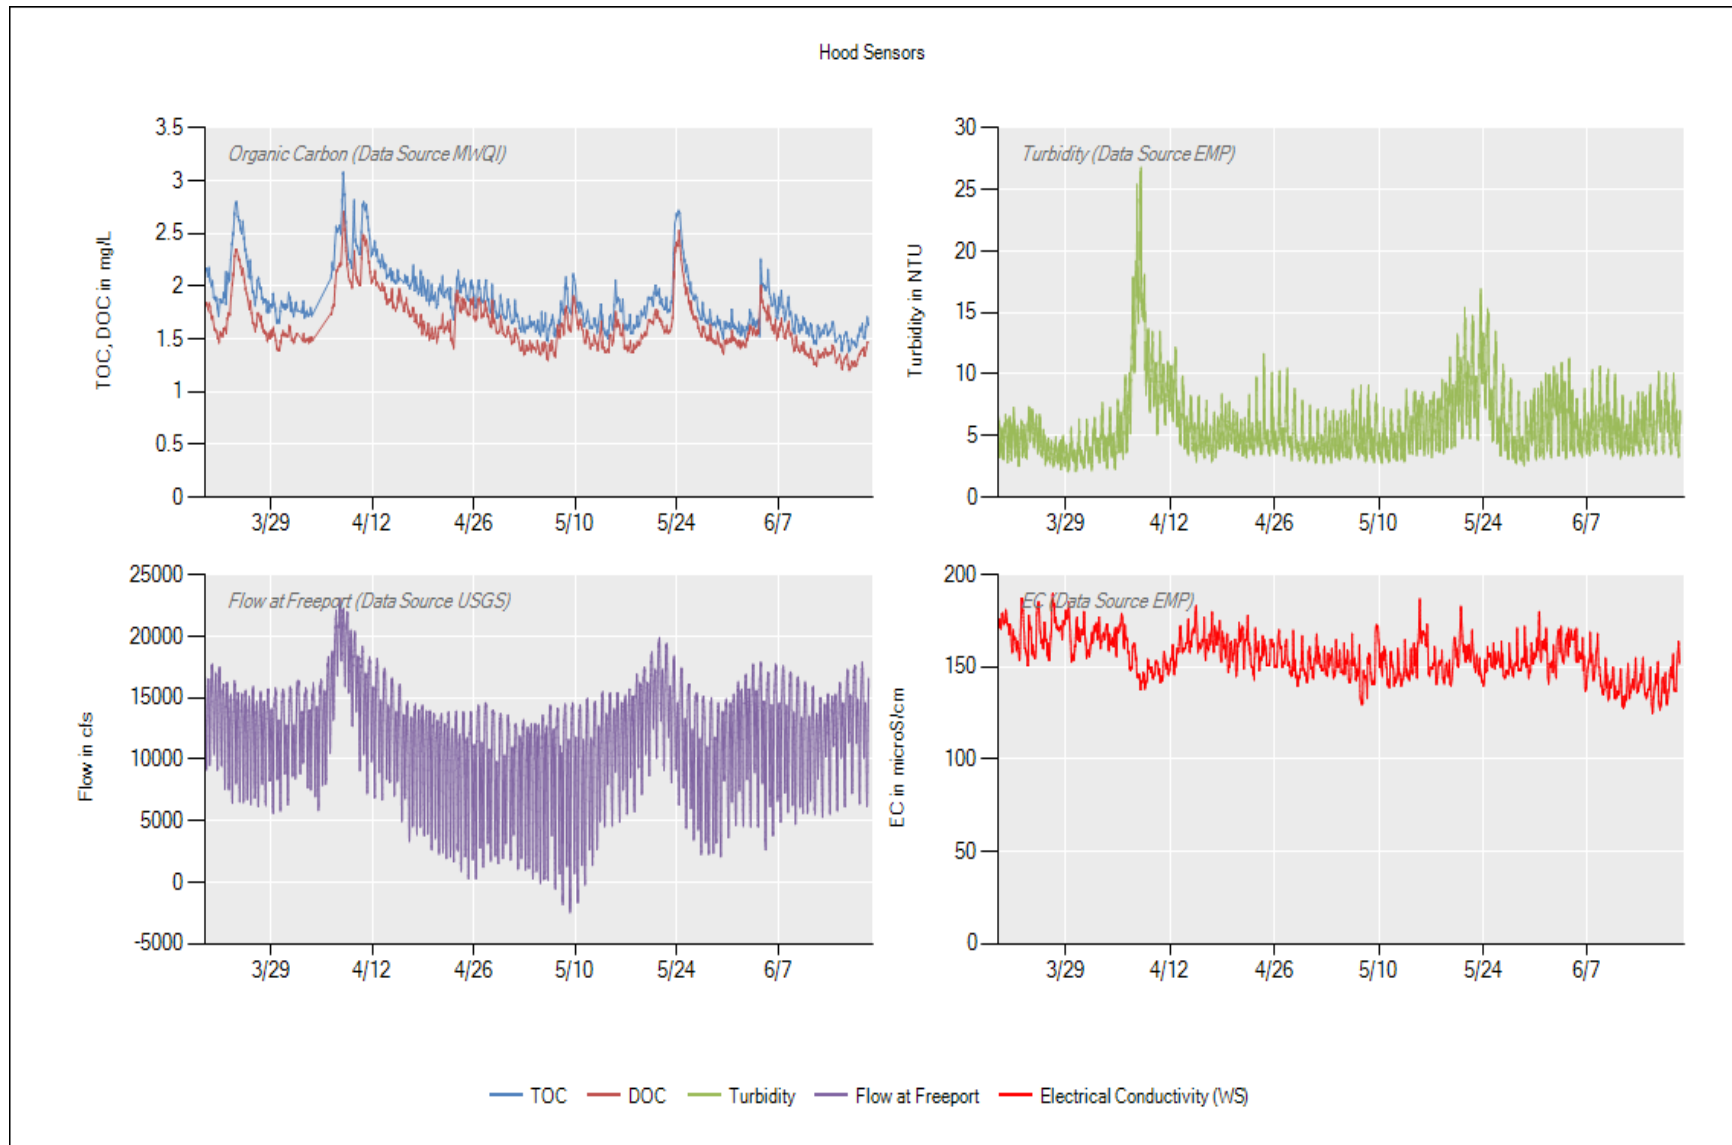 Hood Sensors
Organic Carbon (Data Source MWQI)
TOC, DOC in mg/L
3.5
3
2.5
2
1.5
1
0.5
0
3/29 4/12 4/26 5/10 5/24 6/7
Turbidity (Data Source EMP)
Turbidity in NTU
30
25
20
15
10
5
0
3/29 4/12 4/26 5/10 5/24 6/7
Flow at Freeport (Data Source USGS)
Flow in cfs
25000
20000
15000
10000
5000
0
-5000
3/29 4/12 4/26 5/10 5/24 6/7
EC (Data Source EMP)
EC in microS/cm
200
150
100
50
0
3/29 4/12 4/26 5/10 5/24 6/7
TOC DOC Turbidity Flow at Freeport Electrical Conductivity (WS)